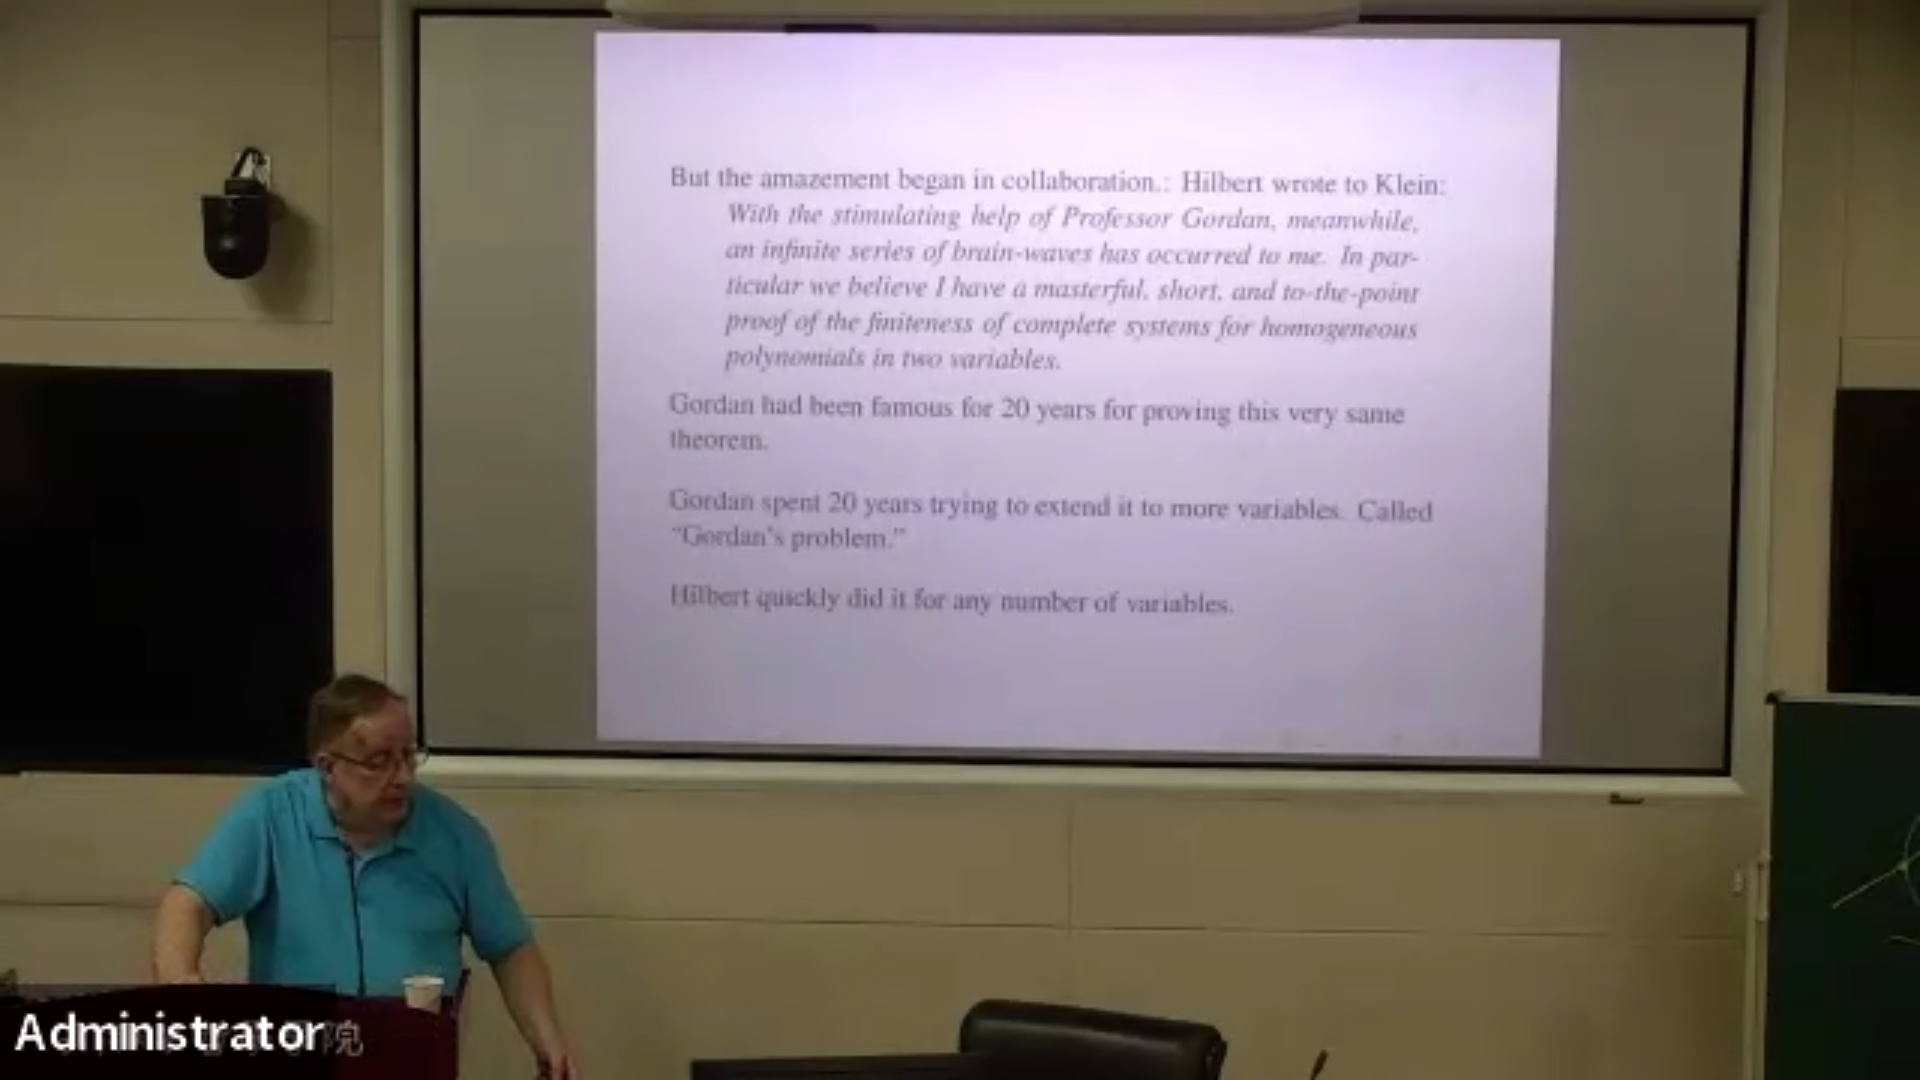 But the amazement began in collaboration.: Hilbert wrote to Klein:
With the stimulating help of Professor Gordan, meanwhile,
an infinite series of brain-waves has occurred to me. In par-
ticular we believe I have a masterful, short, and to-the-point
proof of the finiteness of complete systems for homogeneous
polynomials in two variables.
Gordan had been famous for 20 years for proving this very same
theorem.
Gordan spent 20 years trying to extend it to more variables. Called
“Gordan’s problem.”
Hilbert quickly did it for any number of variables.
Administrator
院